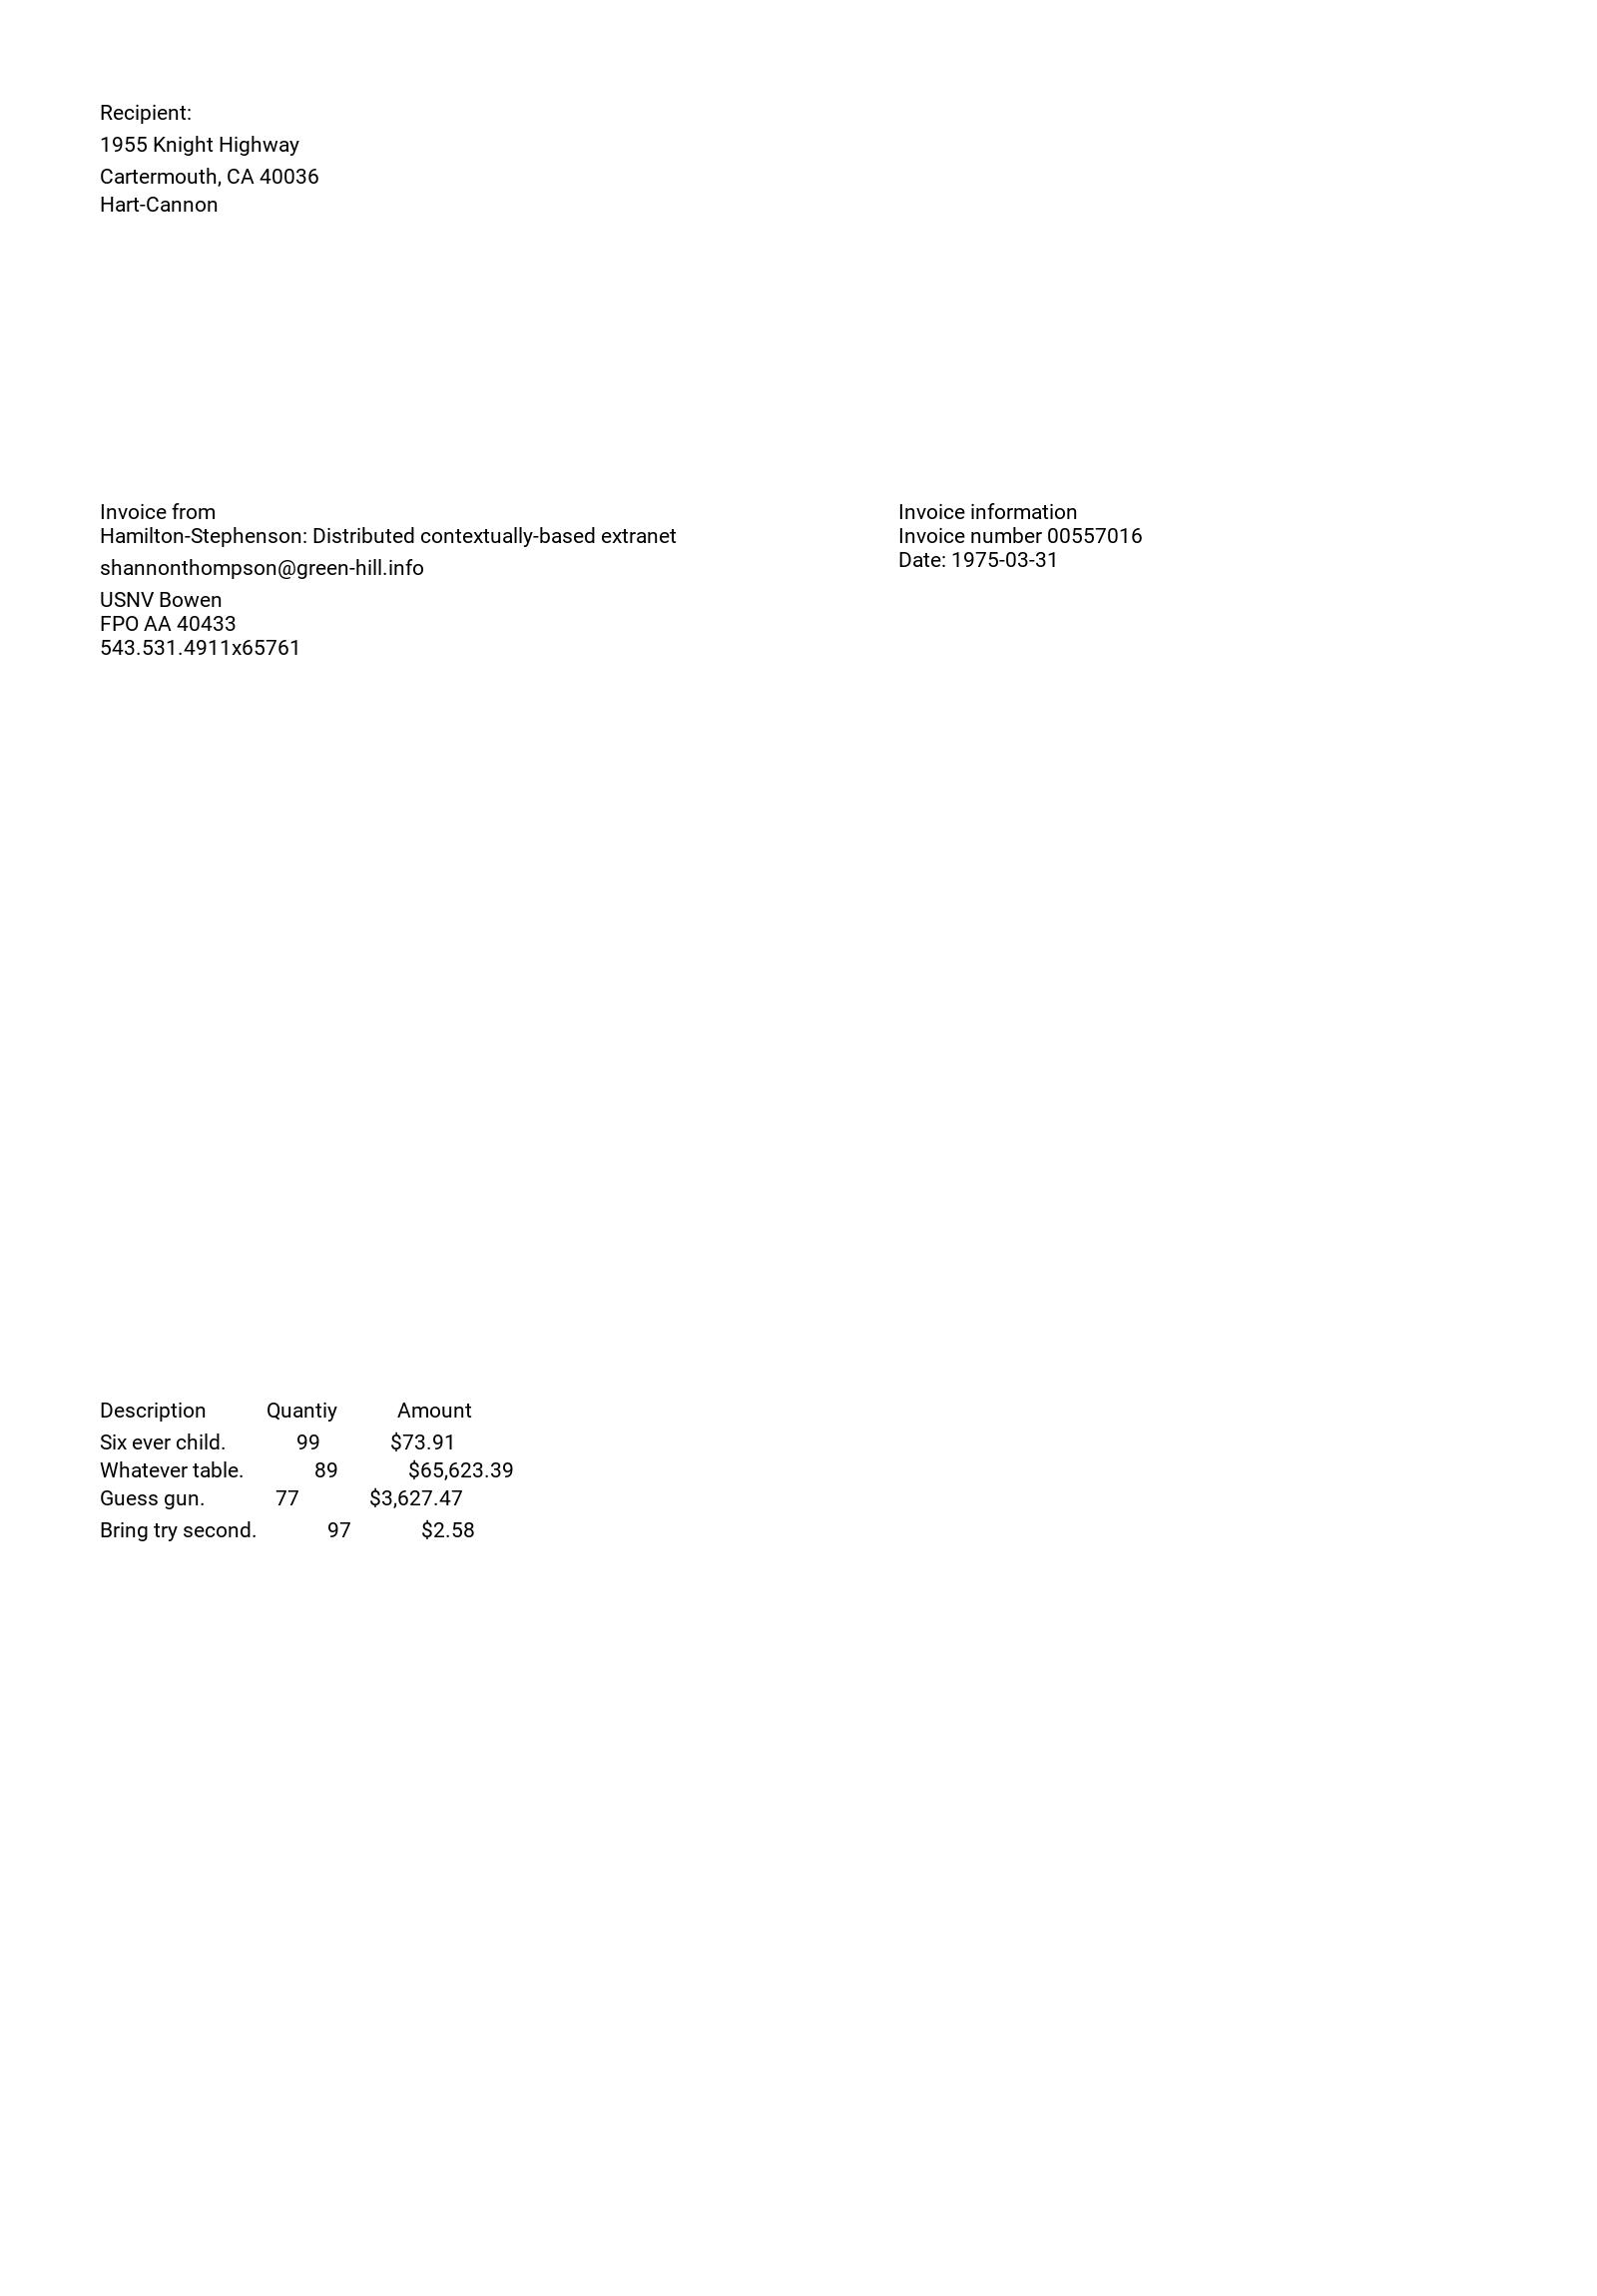 Recipient:
1955 Knight Highway
Cartermouth, CA 40036
Hart-Cannon
Invoice from
Hamilton-Stephenson: Distributed contextually-based extranet
shannonthompson@green-hill.info
USNV Bowen
FPO AA 40433
543.531.4911x65761
Invoice information
Invoice number 00557016
Date: 1975-03-31
Description Quantiy Amount
Six ever child. 99 $73.91
Whatever table. 89 $65,623.39
Guess gun. 77 $3,627.47
Bring try second. 97 $2.58